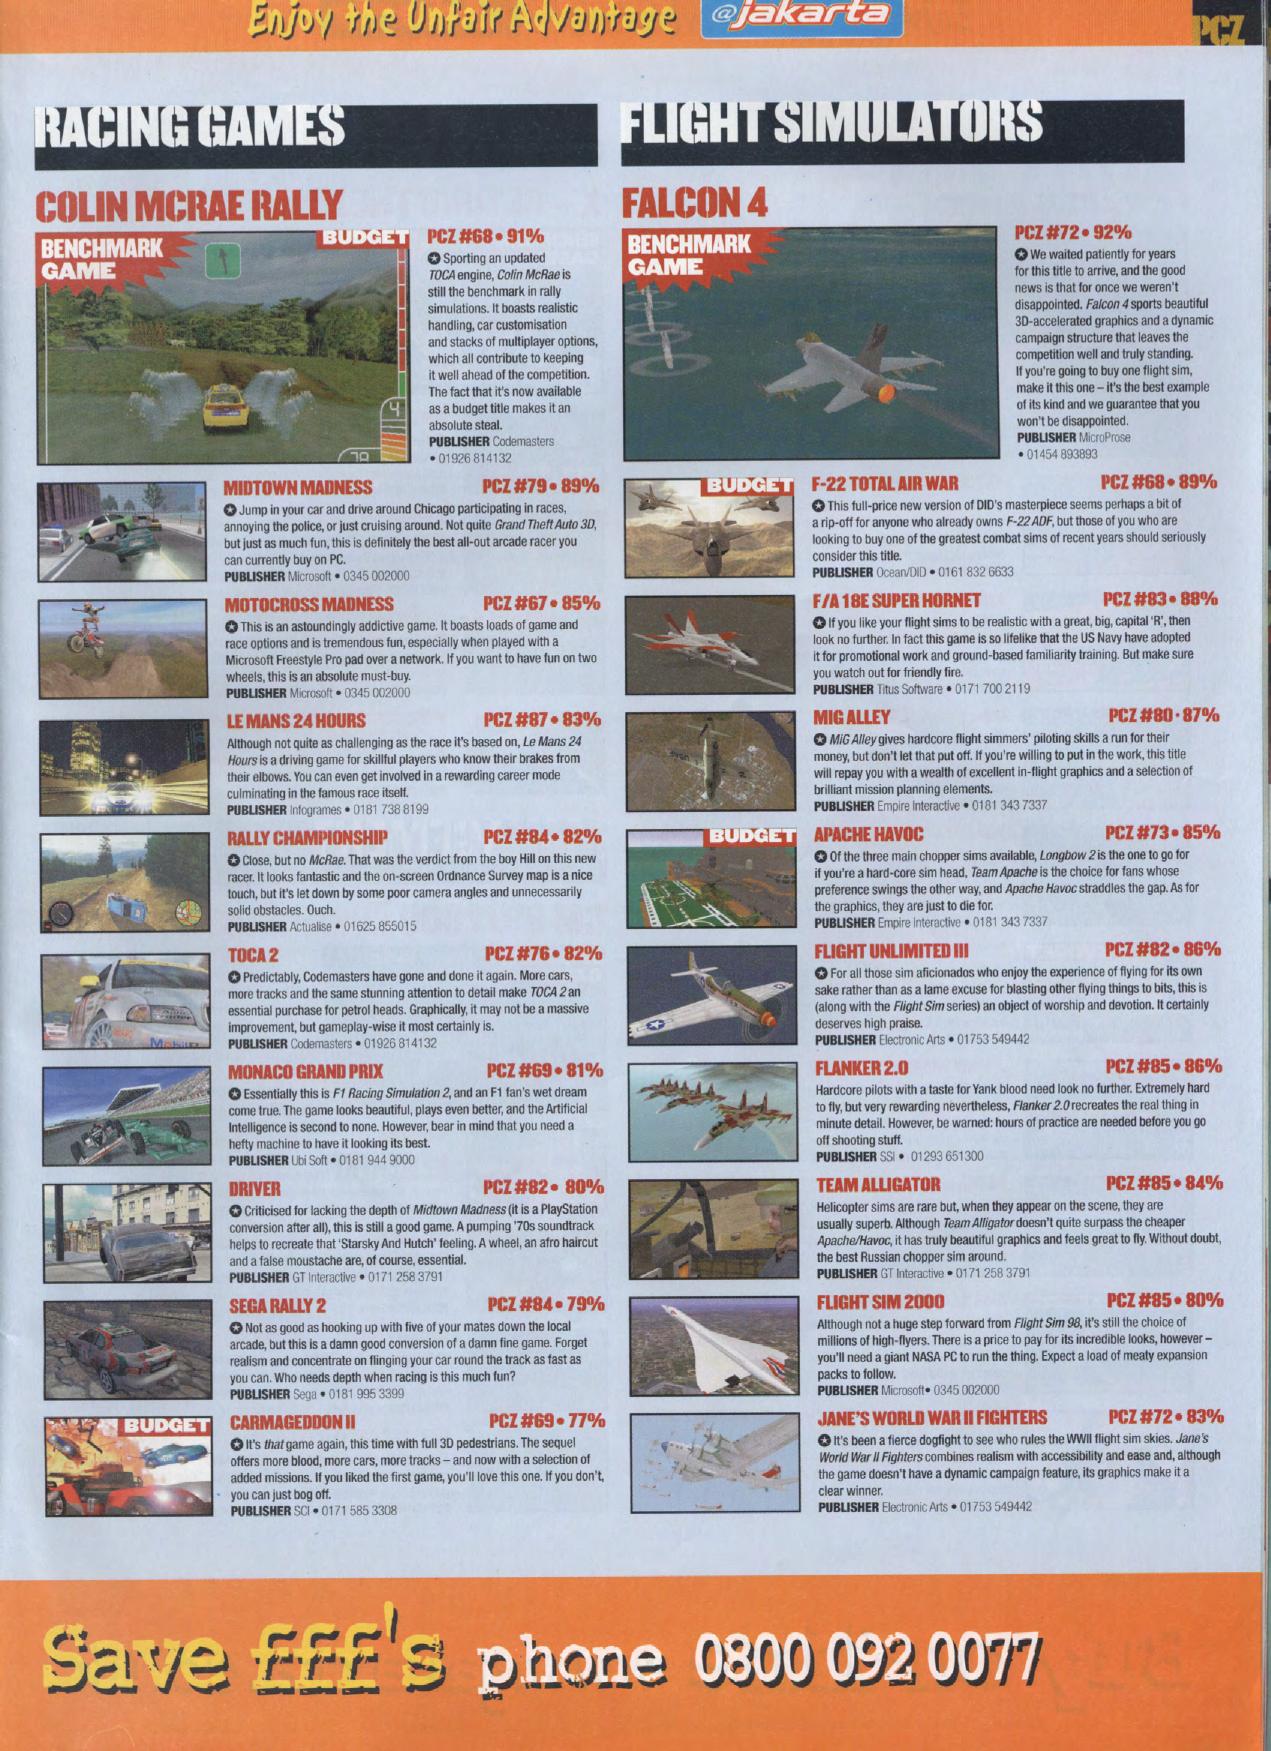 Enjoy the Unfair Advantage
@jakarta
PCZ
RACING GAMES
COLIN MCRAE RALLY
BENCHMARK
GAME
BUDGET
PCZ #68 • 91%
Sporting an updated
TOCA engine, Colin McRae is
still the benchmark in rally
simulations. It boasts realistic
handling, car customisation
and stacks of multiplayer options,
which all contribute to keeping
it well ahead of the competition.
The fact that it's now available
as a budget title makes it an
absolute steal.
PUBLISHER Codemasters
• 01926 814132
MIDTOWN MADNESS PCZ #79 • 89%
Jump in your car and drive around Chicago participating in races,
annoying the police, or just cruising around. Not quite Grand Theft Auto 3D,
but just as much fun, this is definitely the best all-out arcade racer you
can currently buy on PC.
PUBLISHER Microsoft • 0345 002000
MOTOCROSS MADNESS PCZ #67 • 85%
This is an astoundingly addictive game. It boasts loads of game and
race options and is tremendous fun, especially when played with a
Microsoft Freestyle Pro pad over a network. If you want to have fun on two
wheels, this is an absolute must-buy.
PUBLISHER Microsoft • 0345 002000
LE MANS 24 HOURS PCZ #87 • 83%
Although not quite as challenging as the race it's based on, Le Mans 24
Hours is a driving game for skillful players who know their brakes from
their elbows. You can even get involved in a rewarding career mode
culminating in the famous race itself.
PUBLISHER Infogrames • 0181 738 8199
RALLY CHAMPIONSHIP PCZ #84 • 82%
Close, but no McRae. That was the verdict from the boy Hill on this new
racer. It looks fantastic and the on-screen Ordnance Survey map is a nice
touch, but it's let down by some poor camera angles and unnecessarily
solid obstacles. Ouch.
PUBLISHER Actualise • 01625 855015
TOCA 2 PCZ #76 • 82%
Predictably, Codemasters have gone and done it again. More cars,
more tracks and the same stunning attention to detail make TOCA 2 an
essential purchase for petrol heads. Graphically, it may not be a massive
improvement, but gameplay-wise it most certainly is.
PUBLISHER Codemasters • 01926 814132
MONACO GRAND PRIX PCZ #69 • 81%
Essentially this is F1 Racing Simulation 2, and an F1 fan's wet dream
come true. The game looks beautiful, plays even better, and the Artificial
Intelligence is second to none. However, bear in mind that you need a
hefty machine to have it looking its best.
PUBLISHER Ubi Soft • 0181 944 9000
DRIVER PCZ #82 • 80%
Criticised for lacking the depth of Midtown Madness (it is a PlayStation
conversion after all), this is still a good game. A pumping '70s soundtrack
helps to recreate that 'Starsky And Hutch' feeling. A wheel, an afro haircut
and a false moustache are, of course, essential.
PUBLISHER GT Interactive • 0171 258 3791
SEGA RALLY 2 PCZ #84 • 79%
Not as good as hooking up with five of your mates down the local
arcade, but this is a damn good conversion of a damn fine game. Forget
realism and concentrate on flinging your car round the track as fast as
you can. Who needs depth when racing is this much fun?
PUBLISHER Sega • 0181 995 3399
BUDGET
CARMAGEDDON II PCZ #69 • 77%
It's that game again, this time with full 3D pedestrians. The sequel
offers more blood, more cars, more tracks – and now with a selection of
added missions. If you liked the first game, you'll love this one. If you don't,
you can just bog off.
PUBLISHER SCI • 0171 585 3308
FLIGHT SIMULATORS
FALCON 4
BENCHMARK
GAME
PCZ #72 • 92%
We waited patiently for years
for this title to arrive, and the good
news is that for once we weren't
disappointed. Falcon 4 sports beautiful
3D-accelerated graphics and a dynamic
campaign structure that leaves the
competition well and truly standing.
If you're going to buy one flight sim,
make it this one – it's the best example
of its kind and we guarantee that you
won't be disappointed.
PUBLISHER MicroProse
• 01454 893893
BUDGET
F-22 TOTAL AIR WAR PCZ #68 • 89%
This full-price new version of DID's masterpiece seems perhaps a bit of
a rip-off for anyone who already owns F-22 ADF, but those of you who are
looking to buy one of the greatest combat sims of recent years should seriously
consider this title.
PUBLISHER Ocean/DID • 0161 832 6633
F/A 18E SUPER HORNET PCZ #83 • 88%
If you like your flight sims to be realistic with a great, big, capital 'R', then
look no further. In fact this game is so lifelike that the US Navy have adopted
it for promotional work and ground-based familiarity training. But make sure
you watch out for friendly fire.
PUBLISHER Titus Software • 0171 700 2119
MIG ALLEY PCZ #80 • 87%
MiG Alley gives hardcore flight simmers' piloting skills a run for their
money, but don't let that put off. If you're willing to put in the work, this title
will repay you with a wealth of excellent in-flight graphics and a selection of
brilliant mission planning elements.
PUBLISHER Empire Interactive • 0181 343 7337
BUDGET
APACHE HAVOC PCZ #73 • 85%
Of the three main chopper sims available, Longbow 2 is the one to go for
if you're a hard-core sim head, Team Apache is the choice for fans whose
preference swings the other way, and Apache Havoc straddles the gap. As for
the graphics, they are just to die for.
PUBLISHER Empire Interactive • 0181 343 7337
FLIGHT UNLIMITED III PCZ #82 • 86%
For all those sim aficionados who enjoy the experience of flying for its own
sake rather than as a lame excuse for blasting other flying things to bits, this is
(along with the Flight Sim series) an object of worship and devotion. It certainly
deserves high praise.
PUBLISHER Electronic Arts • 01753 549442
FLANKER 2.0 PCZ #85 • 86%
Hardcore pilots with a taste for Yank blood need look no further. Extremely hard
to fly, but very rewarding nevertheless, Flanker 2.0 recreates the real thing in
minute detail. However, be warned: hours of practice are needed before you go
off shooting stuff.
PUBLISHER SSI • 01293 651300
TEAM ALLIGATOR PCZ #85 • 84%
Helicopter sims are rare but, when they appear on the scene, they are
usually superb. Although Team Alligator doesn't quite surpass the cheaper
Apache/Havoc, it has truly beautiful graphics and feels great to fly. Without doubt,
the best Russian chopper sim around.
PUBLISHER GT Interactive • 0171 258 3791
FLIGHT SIM 2000 PCZ #85 • 80%
Although not a huge step forward from Flight Sim 98, it's still the choice of
millions of high-flyers. There is a price to pay for its incredible looks, however –
you'll need a giant NASA PC to run the thing. Expect a load of meaty expansion
packs to follow.
PUBLISHER Microsoft • 0345 002000
JANE'S WORLD WAR II FIGHTERS PCZ #72 • 83%
It's been a fierce dogfight to see who rules the WWII flight sim skies. Jane's
World War II Fighters combines realism with accessibility and ease and, although
the game doesn't have a dynamic campaign feature, its graphics make it a
clear winner.
PUBLISHER Electronic Arts • 01753 549442
Save £££'s phone 0800 092 0077